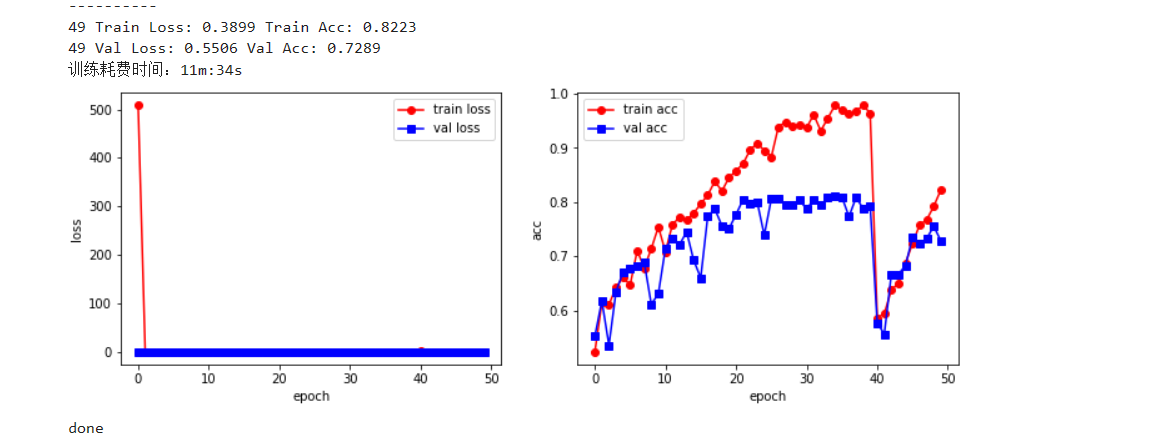 ----------
49 Train Loss: 0.3899 Train Acc: 0.8223
49 Val Loss: 0.5506 Val Acc: 0.7289
训练耗费时间：11m:34s
500
400
300
200
100
0
loss
train loss
val loss
0 10 20 30 40 50
epoch
1.0
0.9
0.8
0.7
0.6
acc
train acc
val acc
0 10 20 30 40 50
epoch
done